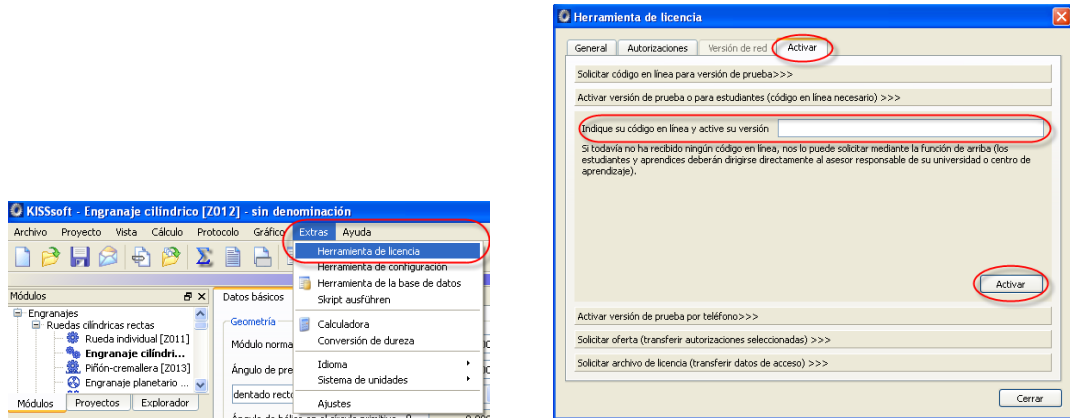 KISSsoft - Engranaje cilíndrico [Z012] - sin denominación
Archivo Proyecto Vista Cálculo Protocolo Gráfico Extras Ayuda
Herramienta de licencia
Herramienta de configuración
Herramienta de la base de datos
Skript ausführen
Calculadora
Conversión de dureza
Idioma
Sistema de unidades
Ajustes
Módulos
Engranajes
Ruedas cilíndricas rectas
Rueda individual [Z011]
Engranaje cilíndri...
Piñón-cremallera [Z013]
Engranaje planetario ...
Módulos Proyectos Explorador
Datos básicos
Geometría
Módulo norma
Ángulo de pre
dentado recto
Herramienta de licencia
General Autorizaciones Versión de red Activar
Solicitar código en línea para versión de prueba>>>
Activar versión de prueba o para estudiantes (código en línea necesario) >>>
Indique su código en línea y active su versión
Si todavía no ha recibido ningún código en línea, nos lo puede solicitar mediante la función de arriba (los
estudiantes y aprendices deberán dirigirse directamente al asesor responsable de su universidad o centro de
aprendizaje).
Activar
Activar versión de prueba por teléfono>>>
Solicitar oferta (transferir autorizaciones seleccionadas) >>>
Solicitar archivo de licencia (transferir datos de acceso) >>>
Cerrar